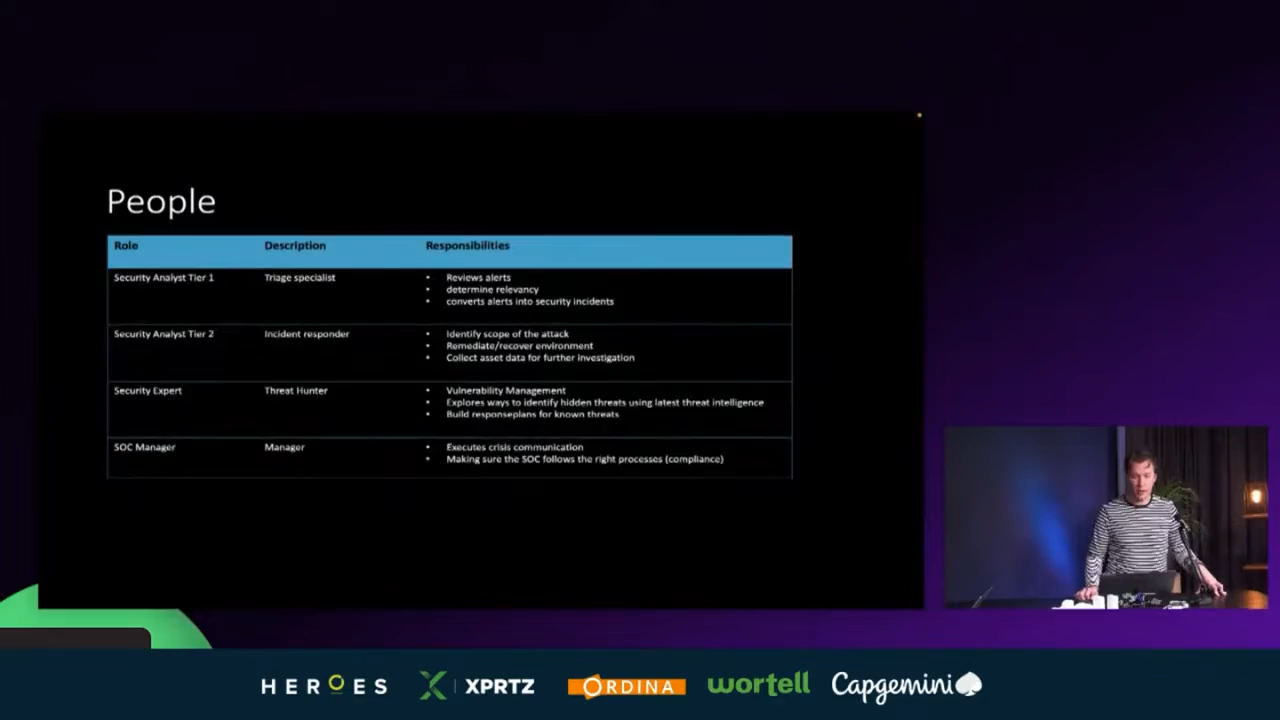 People
Role Description Responsibilities
Security Analyst Tier 1 Triage specialist • Reviews alerts
• determine relevancy
• converts alerts into security incidents
Security Analyst Tier 2 Incident responder • Identify scope of the attack
• Remediate/recover environment
• Collect asset data for further investigation
Security Expert Threat Hunter • Vulnerability Management
• Explores ways to identify hidden threats using latest threat intelligence
• Build responseplans for known threats
SOC Manager Manager • Executes crisis communication
• Making sure the SOC follows the right processes (compliance)
HEROES XPRTZ ORDINA wortell Capgemini